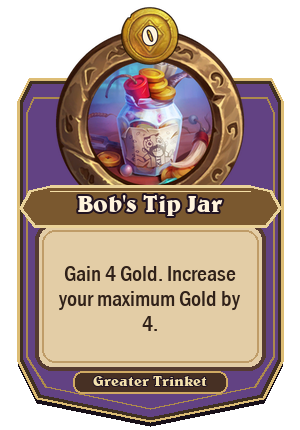 0
Bob's Tip Jar
Gain 4 Gold. Increase
your maximum Gold by
4.
Greater Trinket